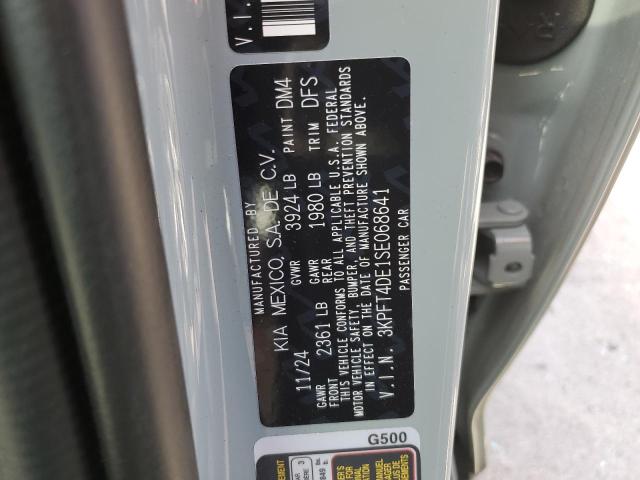 V.I.N.
MANUFACTURED BY
KIA MEXICO, S.A. DE C.V.
11/24 GVWR 3924 LB PAINT DM4
GAWR FRONT 2361 LB GAWR REAR 1980 LB TRIM DFS
THIS VEHICLE CONFORMS TO ALL APPLICABLE U.S.A. FEDERAL
MOTOR VEHICLE SAFETY, BUMPER, AND THEFT PREVENTION STANDARDS
IN EFFECT ON THE DATE OF MANUFACTURE SHOWN ABOVE.
V.I.N. 3KPFT4DE1SE068641
PASSENGER CAR
G500